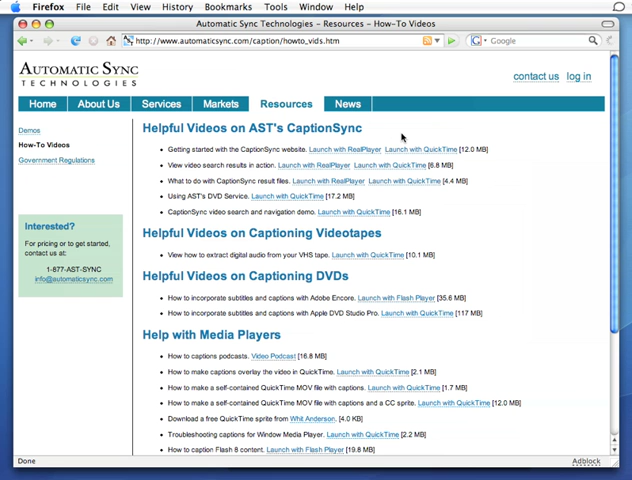 Firefox File Edit View History Bookmarks Tools Window Help
Automatic Sync Technologies - Resources – How-To Videos
http://www.automaticsync.com/caption/howto_vids.htm
Google
AUTOMATIC SYNC
TECHNOLOGIES
contact us log in
Home About Us Services Markets Resources News
Demos
How-To Videos
Government Regulations
Interested?
For pricing or to get started,
contact us at:
1-877-AST-SYNC
info@automaticsync.com
Helpful Videos on AST's CaptionSync
Getting started with the CaptionSync website. Launch with RealPlayer Launch with QuickTime [12.0 MB]
View video search results in action. Launch with RealPlayer Launch with QuickTime [6.8 MB]
What to do with CaptionSync result files. Launch with RealPlayer Launch with QuickTime [4.4 MB]
Using AST's DVD Service. Launch with QuickTime [17.2 MB]
CaptionSync video search and navigation demo. Launch with QuickTime [16.1 MB]
Helpful Videos on Captioning Videotapes
View how to extract digital audio from your VHS tape. Launch with QuickTime [10.1 MB]
Helpful Videos on Captioning DVDs
How to incorporate subtitles and captions with Adobe Encore. Launch with Flash Player [35.6 MB]
How to incorporate subtitles and captions with Apple DVD Studio Pro. Launch with QuickTime [117 MB]
Help with Media Players
How to captions podcasts. Video Podcast [16.8 MB]
How to make captions overlay the video in QuickTime. Launch with QuickTime [2.1 MB]
How to make a self-contained QuickTime MOV file with captions. Launch with QuickTime [1.7 MB]
How to make a self-contained QuickTime MOV file with captions and a CC sprite. Launch with QuickTime [12.0 MB]
Download a free QuickTime sprite from Whit Anderson. [4.0 KB]
Troubleshooting captions for Window Media Player. Launch with QuickTime [2.2 MB]
How to caption Flash 8 content. Launch with Flash Player [19.8 MB]
Done
Adblock